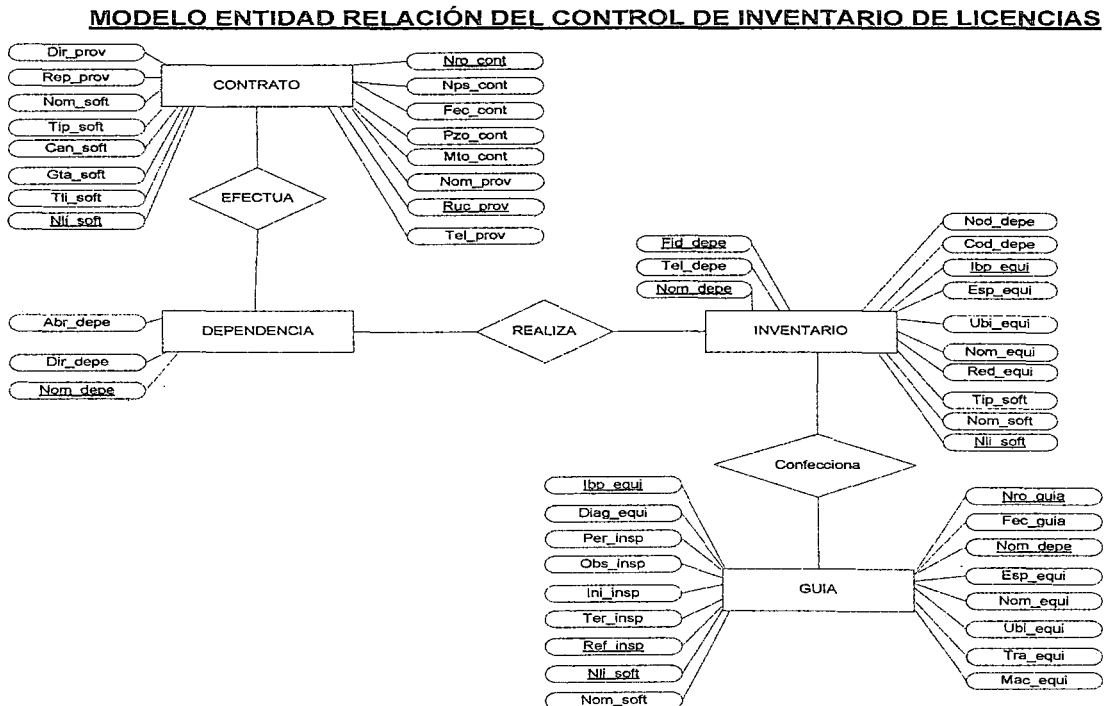 MODELO ENTIDAD RELACIÓN DEL CONTROL DE INVENTARIO DE LICENCIAS
Dir_prov
Rep_prov
Nom_soft
Tip_soft
Can_soft
Gta_soft
Tli_soft
Nli_soft
CONTRATO
Nro_cont
Nps_cont
Fec_cont
Pzo_cont
Mto_cont
Nom_prov
Ruc_prov
Tel_prov
EFECTUA
Abr_depe
Dir_depe
Nom_depe
DEPENDENCIA
REALIZA
Fid_depe
Tel_depe
Nom_depe
INVENTARIO
Nod_depe
Cod_depe
Ibp_equi
Esp_equi
Ubi_equi
Nom_equi
Red_equi
Tip_soft
Nom_soft
Nli_soft
Confecciona
Ibp_equi
Diag_equi
Per_insp
Obs_insp
Ini_insp
Ter_insp
Ref_insp
Nli_soft
Nom_soft
GUIA
Nro_guia
Fec_guia
Nom_depe
Esp_equi
Nom_equi
Ubi_equi
Tra_equi
Mac_equi